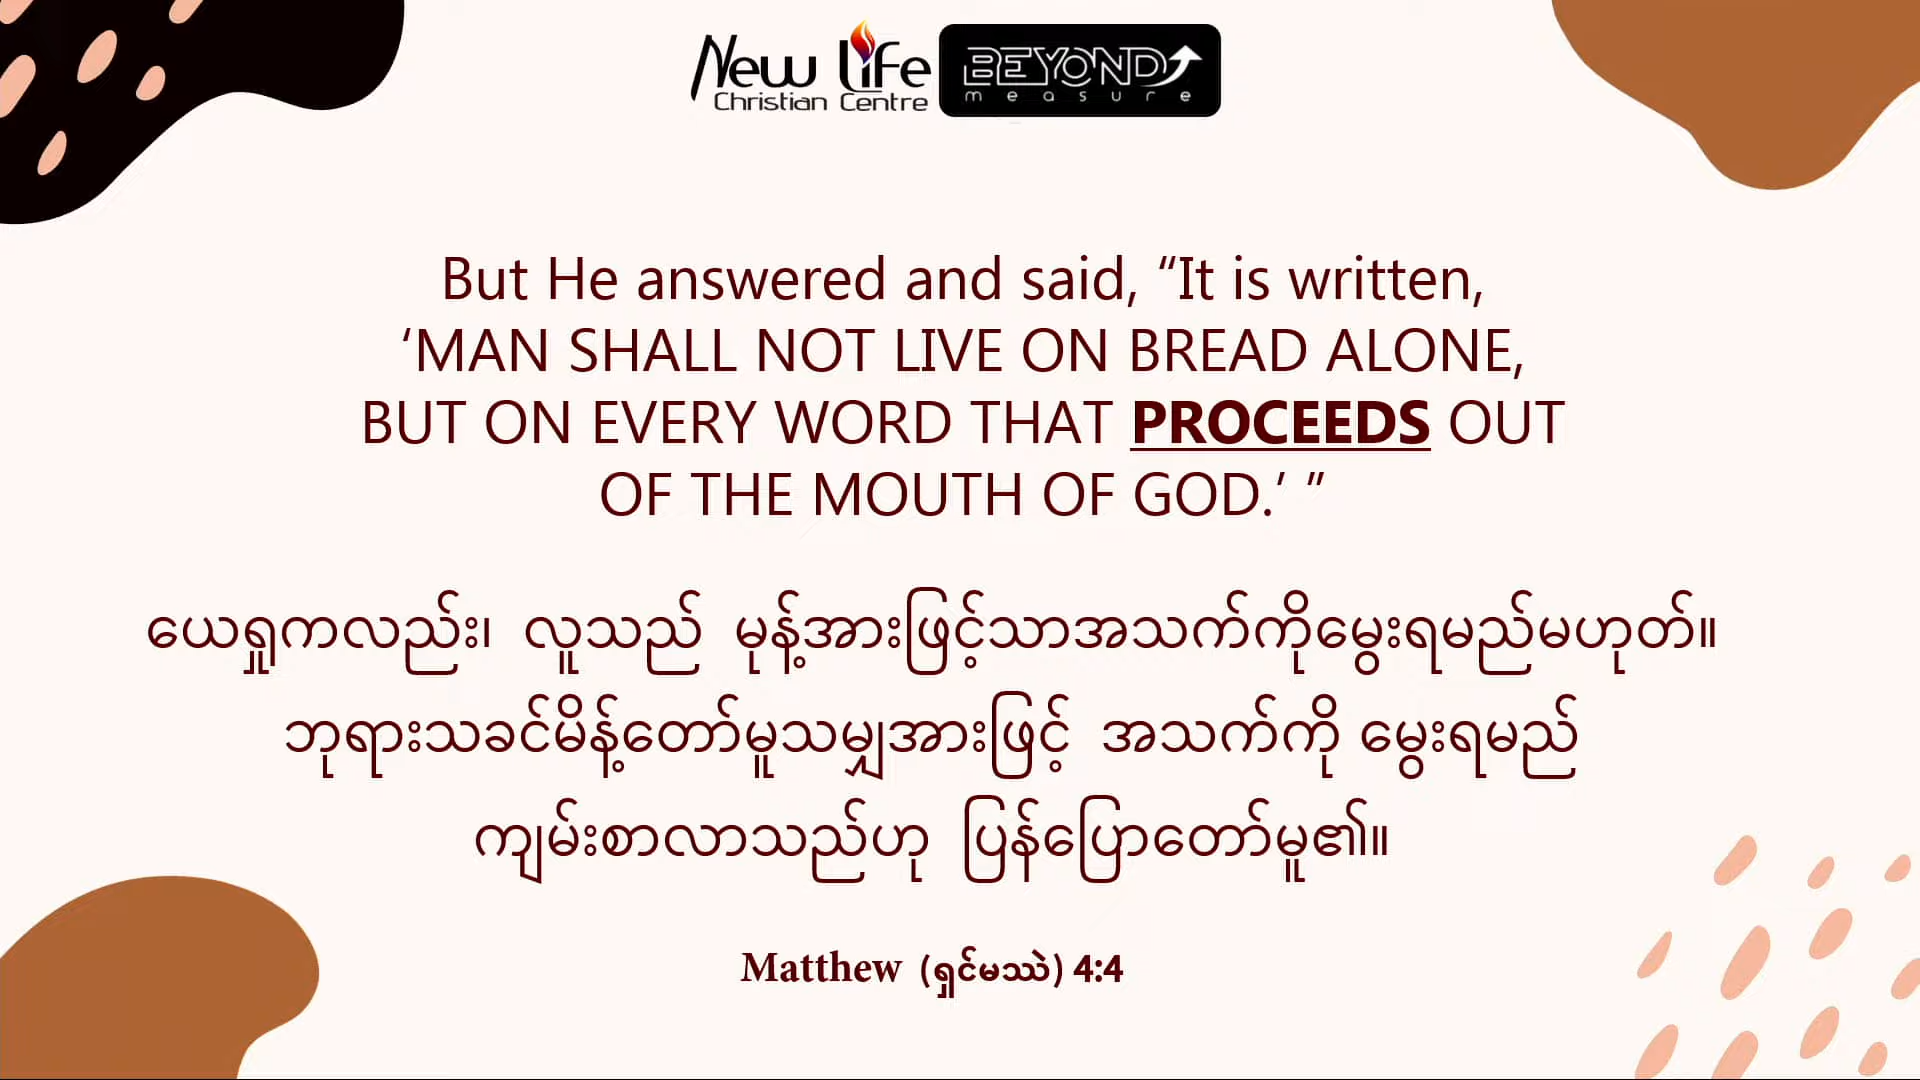 New Life
Christian Centre
BEYOND
measure
But He answered and said, “It is written,
‘MAN SHALL NOT LIVE ON BREAD ALONE,
BUT ON EVERY WORD THAT PROCEEDS OUT
OF THE MOUTH OF GOD.’ ”
ယေရှုကလည်း၊ လူသည် မုန့်အားဖြင့်သာအသက်ကိုမွေးရမည်မဟုတ်။
ဘုရားသခင်မိန့်တော်မူသမျှအားဖြင့် အသက်ကို မွေးရမည်
ကျမ်းစာလာသည်ဟု ပြန်ပြောတော်မူ၏။
Matthew (ရှင်မဿဲ) 4:4